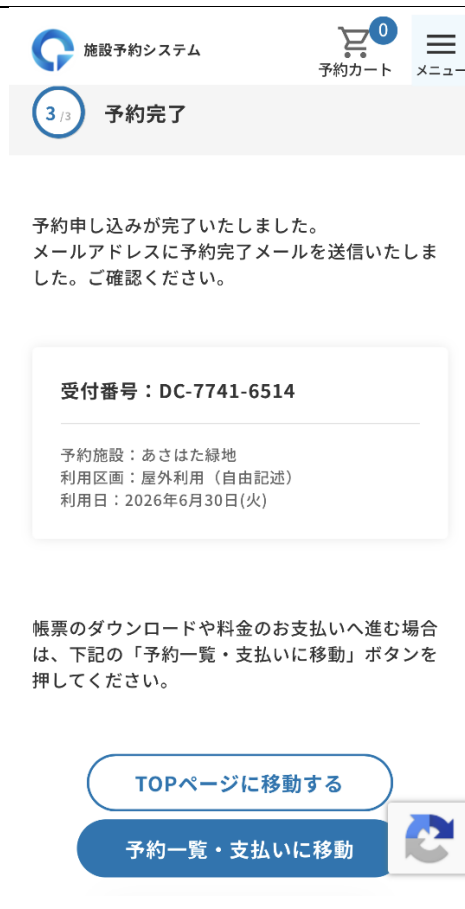 施設予約システム
0
予約カート
メニュー
3 /3
予約完了
予約申し込みが完了いたしました。
メールアドレスに予約完了メールを送信いたしま
した。ご確認ください。
受付番号：DC-7741-6514
予約施設：あさはた緑地
利用区画：屋外利用（自由記述）
利用日：2026年6月30日(火)
帳票のダウンロードや料金のお支払いへ進む場合
は、下記の「予約一覧・支払いに移動」ボタンを
押してください。
TOPページに移動する
予約一覧・支払いに移動